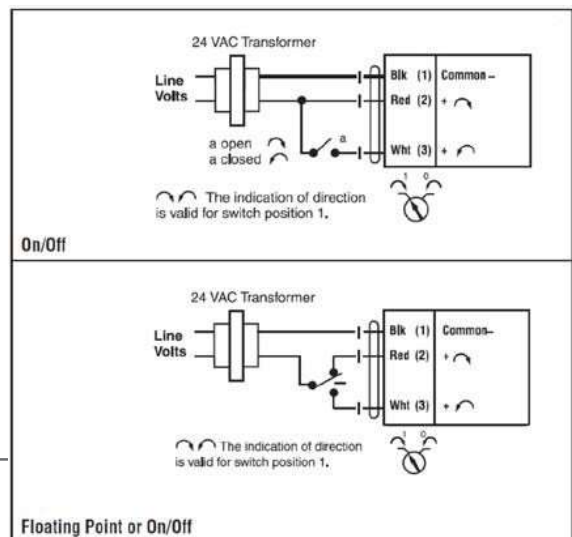 24 VAC Transformer
Line
Volts
Blk (1) Common –
Red (2) +
a
a open
a closed
Wht (3) +
1 0
The indication of direction
is valid for switch position 1.
On/Off
24 VAC Transformer
Line
Volts
Blk (1) Common–
Red (2) +
Wht (3) +
1 0
The indication of direction
is valid for switch position 1.
Floating Point or On/Off